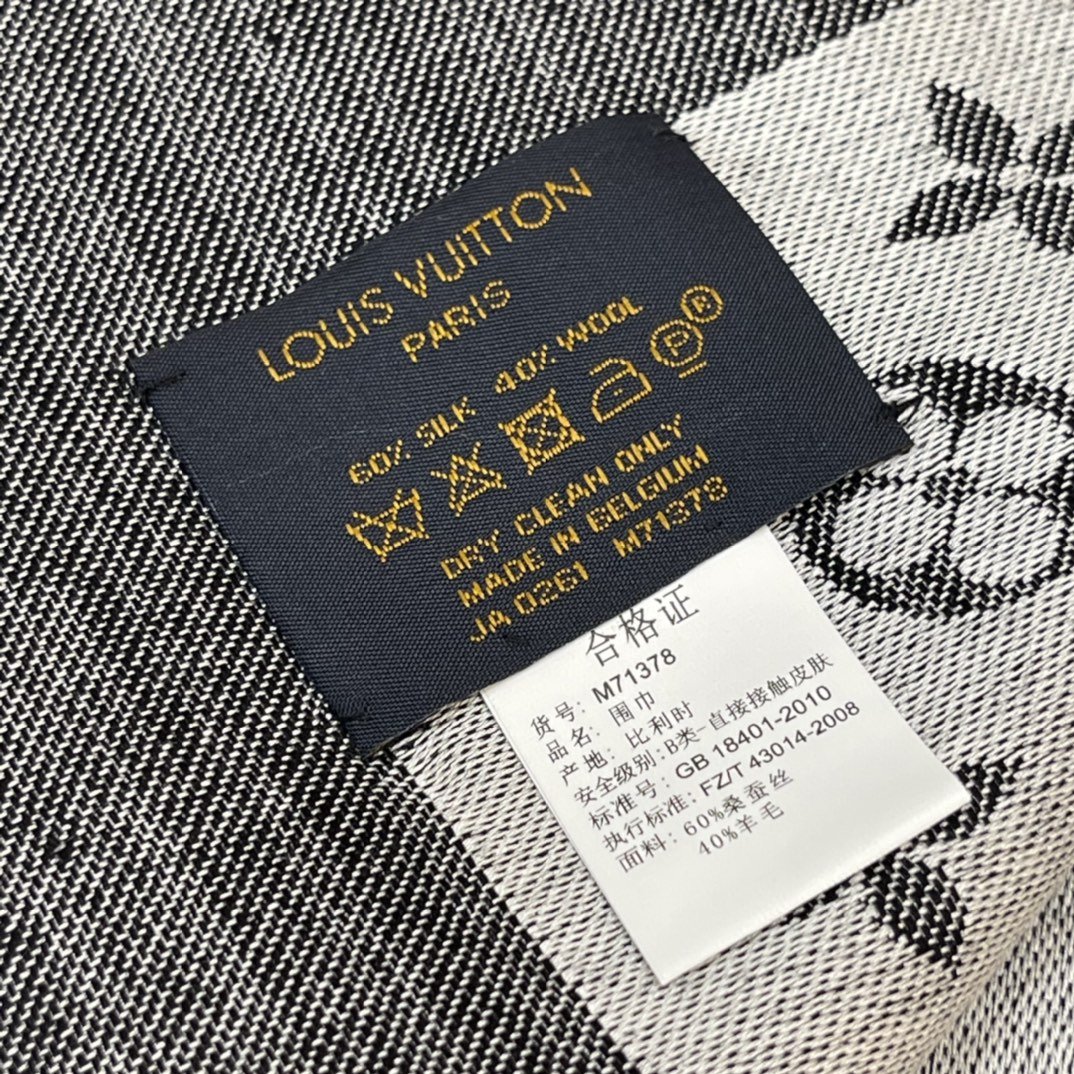 LOUIS VUITTON
PARIS
60% SILK 40% WOOL
P ®
DRY CLEAN ONLY
MADE IN BELGIUM
JA 0261 M71378
合格证
货号: M71378
品名: 围巾
产地: 比利时
安全级别: B类-直接接触皮肤
标准号: GB 18401-2010
执行标准: FZ/T 43014-2008
面料: 60%桑蚕丝
40%羊毛